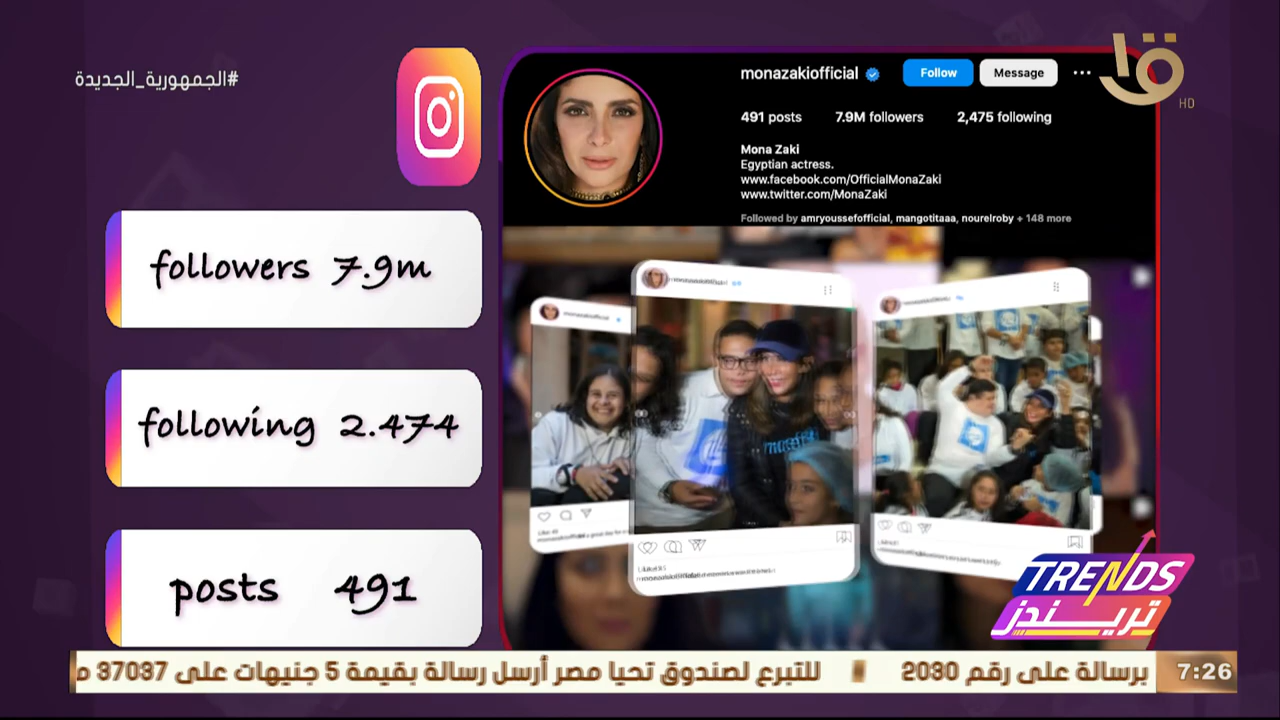 #الجمهورية_الجديدة
HD
monazakiofficial
Follow
Message
491 posts 7.9M followers 2,475 following
Mona Zaki
Egyptian actress.
www.facebook.com/OfficialMonaZaki
www.twitter.com/MonaZaki
Followed by amryoussefofficial, mangotitaaa, nourelroby + 148 more
followers 7.9m
following 2.474
posts 491
TRENDS
تريندز
برسالة على رقم 2030 للتبرع لصندوق تحيا مصر أرسل رسالة بقيمة 5 جنيهات على 37037
7:26